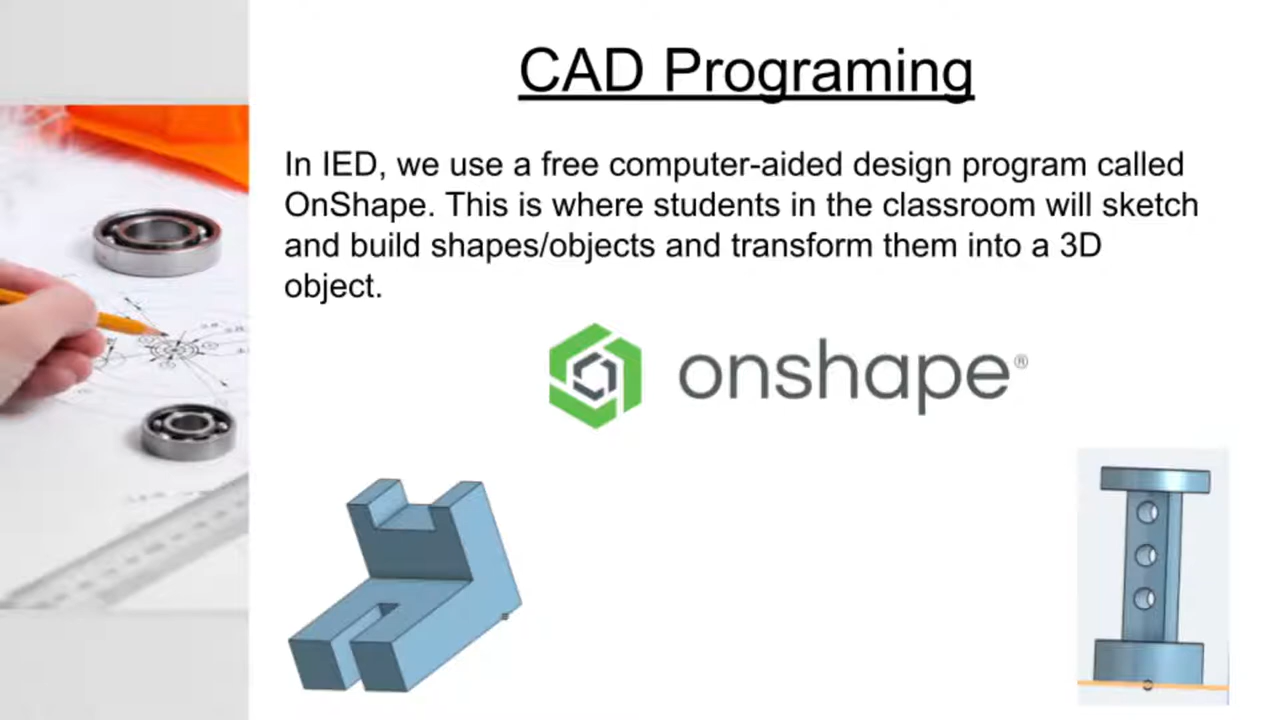 CAD Programing
In IED, we use a free computer-aided design program called
OnShape. This is where students in the classroom will sketch
and build shapes/objects and transform them into a 3D
object.
onshape®